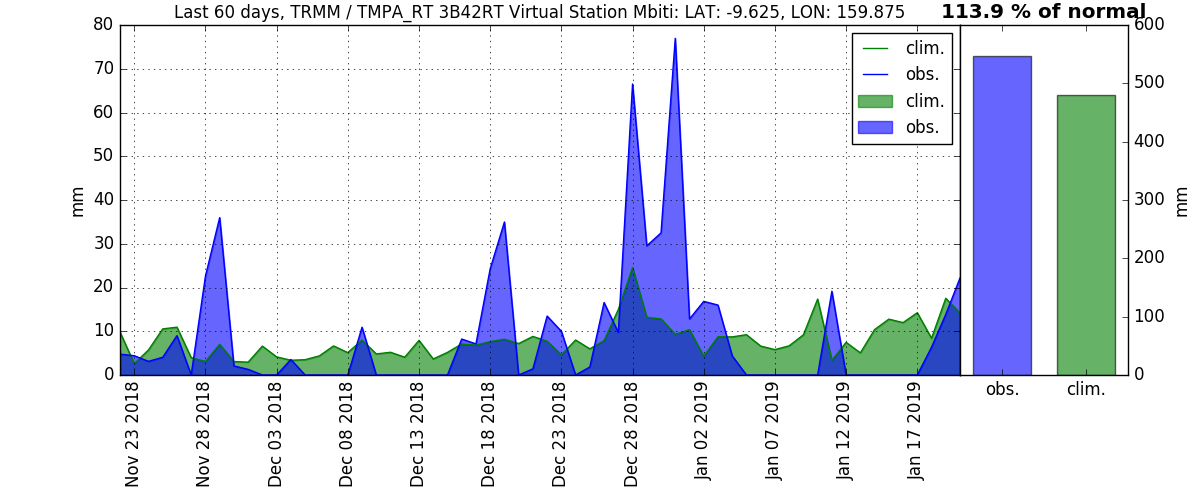 Last 60 days, TRMM / TMPA_RT 3B42RT Virtual Station Mbiti: LAT: -9.625, LON: 159.875
113.9 % of normal
80
70
60
50
40
30
20
10
0
mm
clim.
obs.
clim.
obs.
Nov 23 2018
Nov 28 2018
Dec 03 2018
Dec 08 2018
Dec 13 2018
Dec 18 2018
Dec 23 2018
Dec 28 2018
Jan 02 2019
Jan 07 2019
Jan 12 2019
Jan 17 2019
600
500
400
300
200
100
0
mm
obs.
clim.